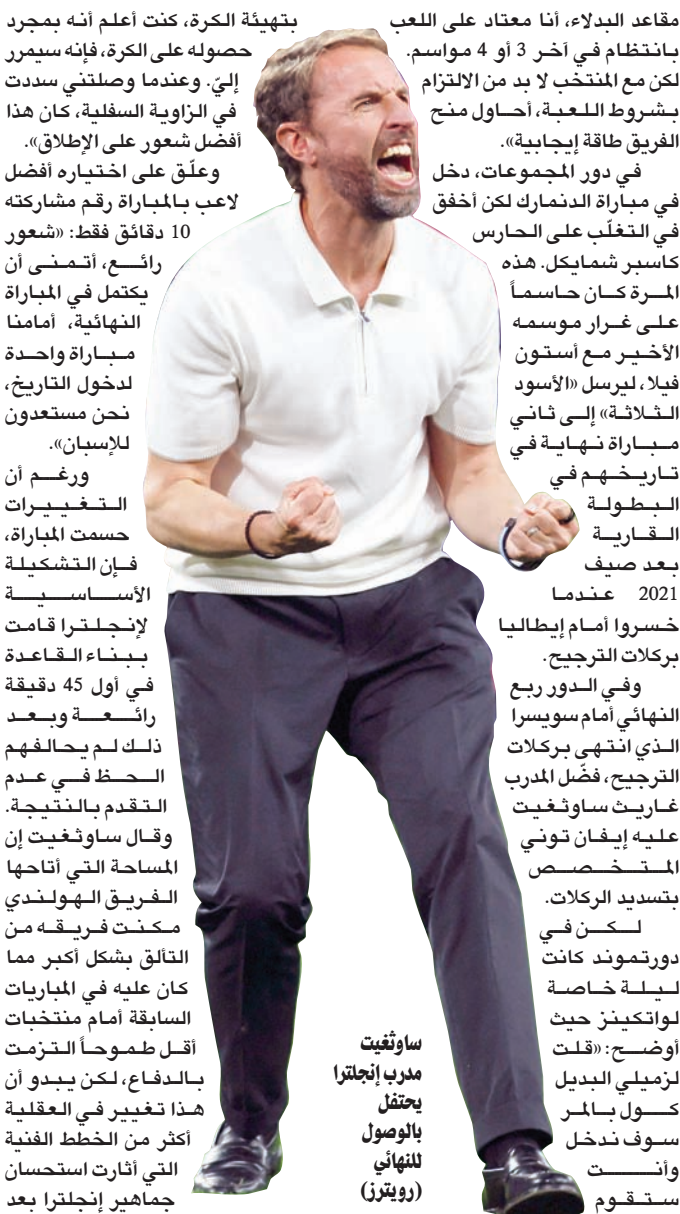 مقاعد البدلاء، أنا معتاد على اللعب
بانتظام في آخر 3 أو 4 مواسم.
لكن مع المنتخب لا بد من الالتزام
بشروط اللعبة، أحاول منح
الفريق طاقة إيجابية».
في دور المجموعات، دخل
في مباراة الدنمارك لكن أخفق
في التغلّب على الحارس
كاسبر شمايكل. هذه
المرة كان حاسماً
على غرار موسمه
الأخير مع أستون
فيلا، ليرسل «الأسود
الثلاثة» إلى ثاني
مباراة نهاية في
تاريخهم في
البطولة
القارية
بعد صيف
2021 عندما
خسروا أمام إيطاليا
بركلات الترجيح.
وفي الدور ربع
النهائي أمام سويسرا
الذي انتهى بركلات
الترجيح، فضّل المدرب
غاريث ساوثغيت
عليه إيفان توني
المتخصص
بتسديد الركلات.
لكن في
دورتموند كانت
ليلة خاصة
لواتكينز حيث
أوضح: «قلت
لزميلي البديل
كول بالمر
سوف ندخل
وأنت
ستقوم
بتهيئة الكرة، كنت أعلم أنه بمجرد
حصوله على الكرة، فإنه سيمرر
إليّ. وعندما وصلتني سددت
في الزاوية السفلية، كان هذا
أفضل شعور على الإطلاق».
وعلّق على اختياره أفضل
لاعب بالمباراة رقم مشاركته
10 دقائق فقط: «شعور
رائع، أتمنى أن
يكتمل في المباراة
النهائية، أمامنا
مباراة واحدة
لدخول التاريخ،
نحن مستعدون
للإسبان».
ورغم أن
التغييرات
حسمت المباراة،
فإن التشكيلة
الأساسية
لإنجلترا قامت
ببناء القاعدة
في أول 45 دقيقة
رائعة وبعد
ذلك لم يحالفهم
الحظ في عدم
التقدم بالنتيجة.
وقال ساوثغيت إن
المساحة التي أتاحها
الفريق الهولندي
مكنت فريقه من
التألق بشكل أكبر مما
كان عليه في المباريات
السابقة أمام منتخبات
أقل طموحاً التزمت
بالدفاع، لكن يبدو أن
هذا تغيير في العقلية
أكثر من الخطط الفنية
التي أثارت استحسان
جماهير إنجلترا بعد
ساوثغيت
مدرب إنجلترا
يحتفل
بالوصول
للنهائي
(رويترز)